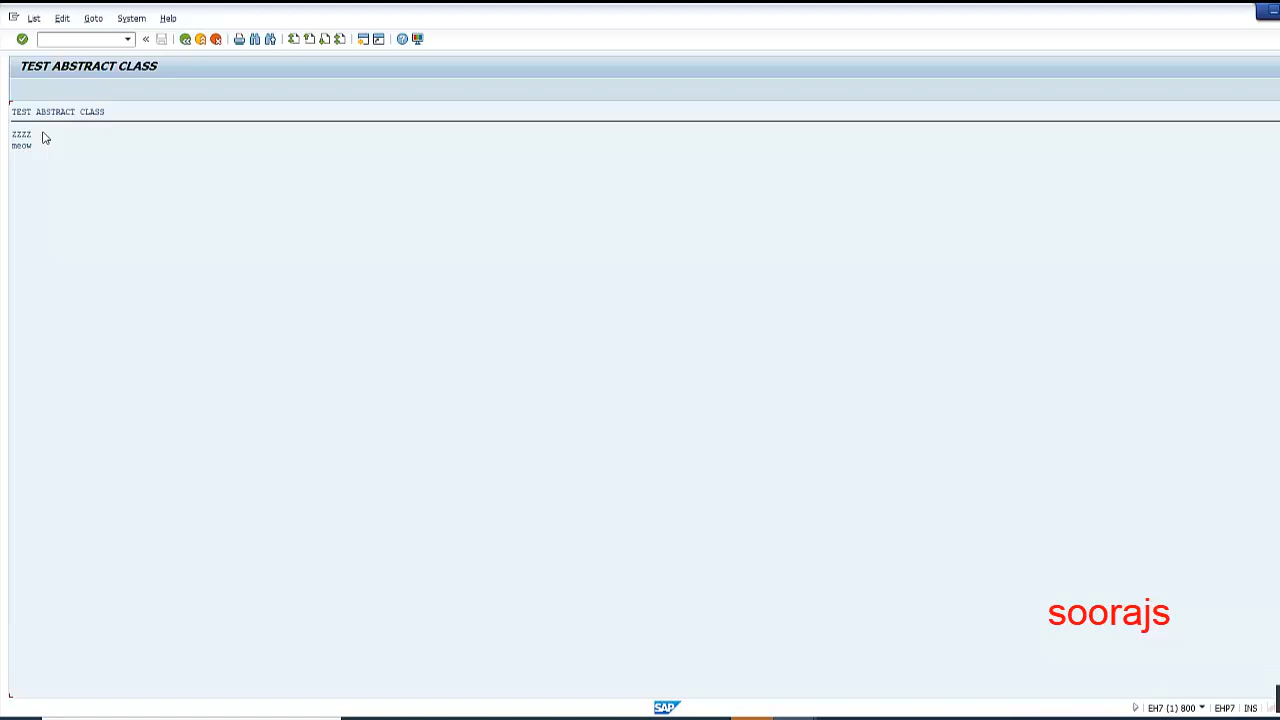 List Edit Goto System Help
TEST ABSTRACT CLASS
TEST ABSTRACT CLASS
zzzz
meow
soorajs
SAP
EH7 (1) 800 EHP7 INS